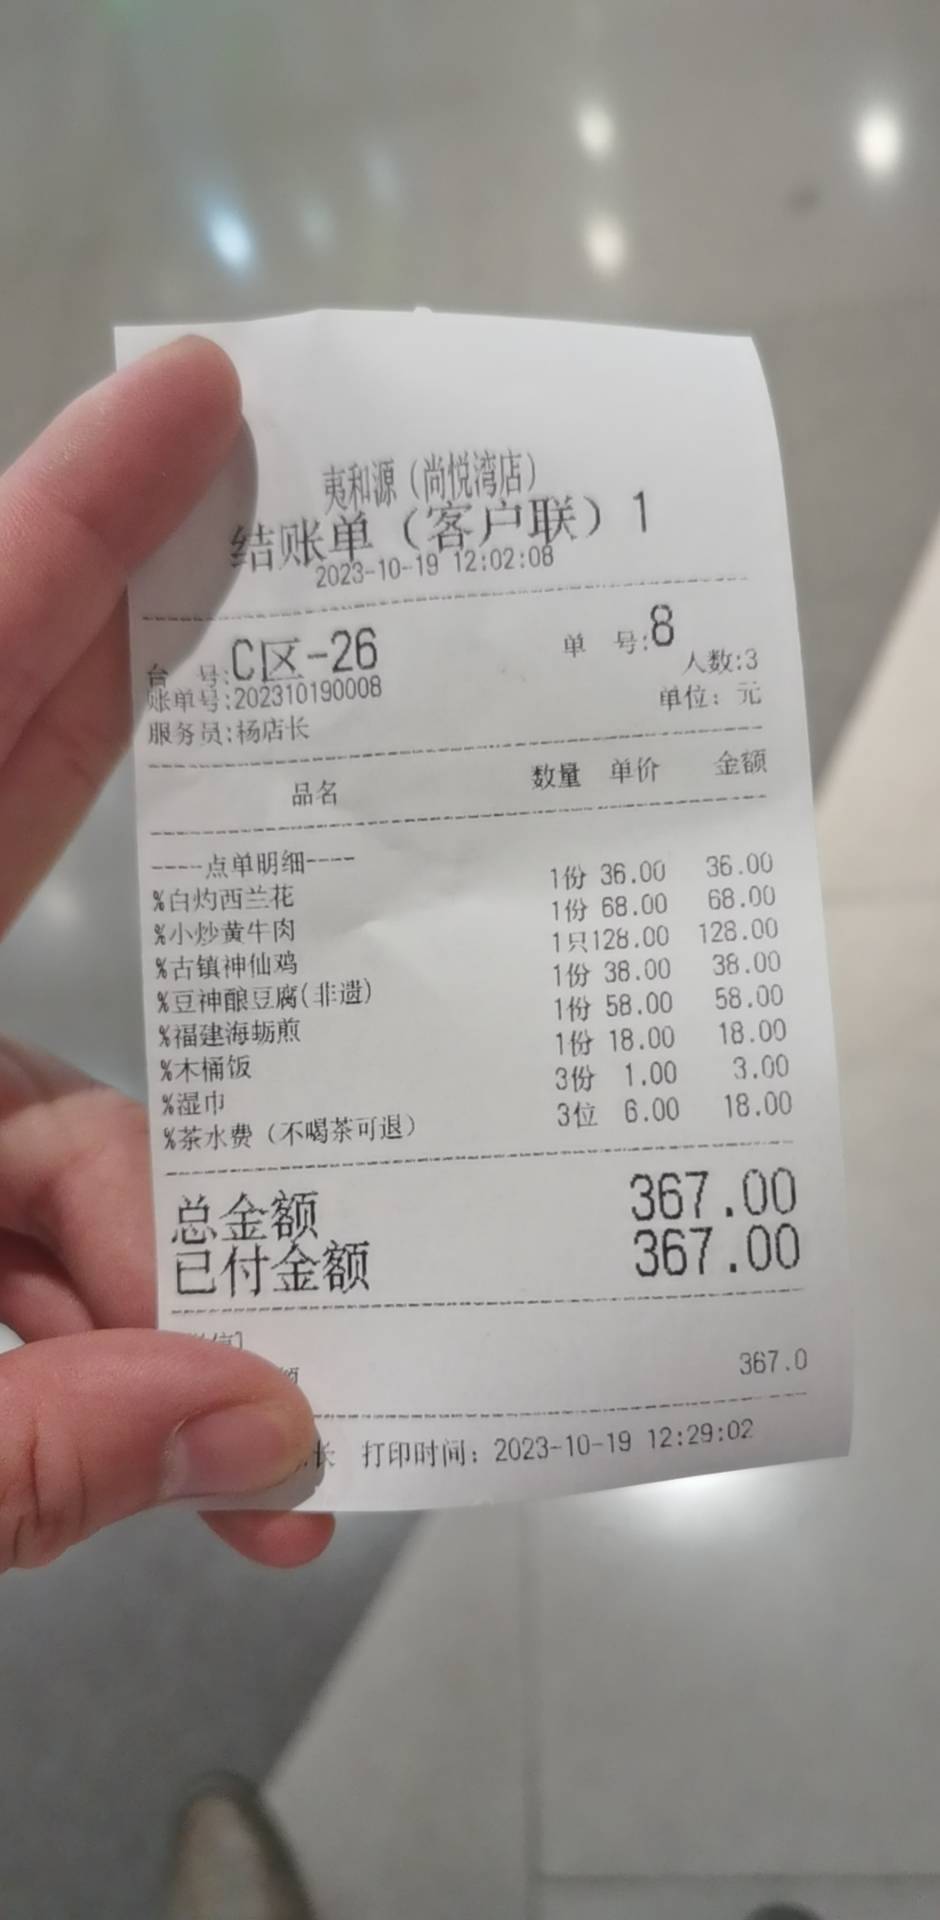 夷和源（尚悦湾店）
结账单（客户联）1
2023-10-19 12:02:08
台 号:C区-26 单 号:8
账单号:202310190008 人数:3
服务员:杨店长 单位：元
品名 数量 单价 金额
----点单明细----
%白灼西兰花 1份 36.00 36.00
%小炒黄牛肉 1份 68.00 68.00
%古镇神仙鸡 1只 128.00 128.00
%豆神酿豆腐(非遗) 1份 38.00 38.00
%福建海蛎煎 1份 58.00 58.00
%木桶饭 1份 18.00 18.00
%湿巾 3份 1.00 3.00
%茶水费（不喝茶可退） 3位 6.00 18.00
总金额 367.00
已付金额 367.00
信]
367.0
长 打印时间：2023-10-19 12:29:02